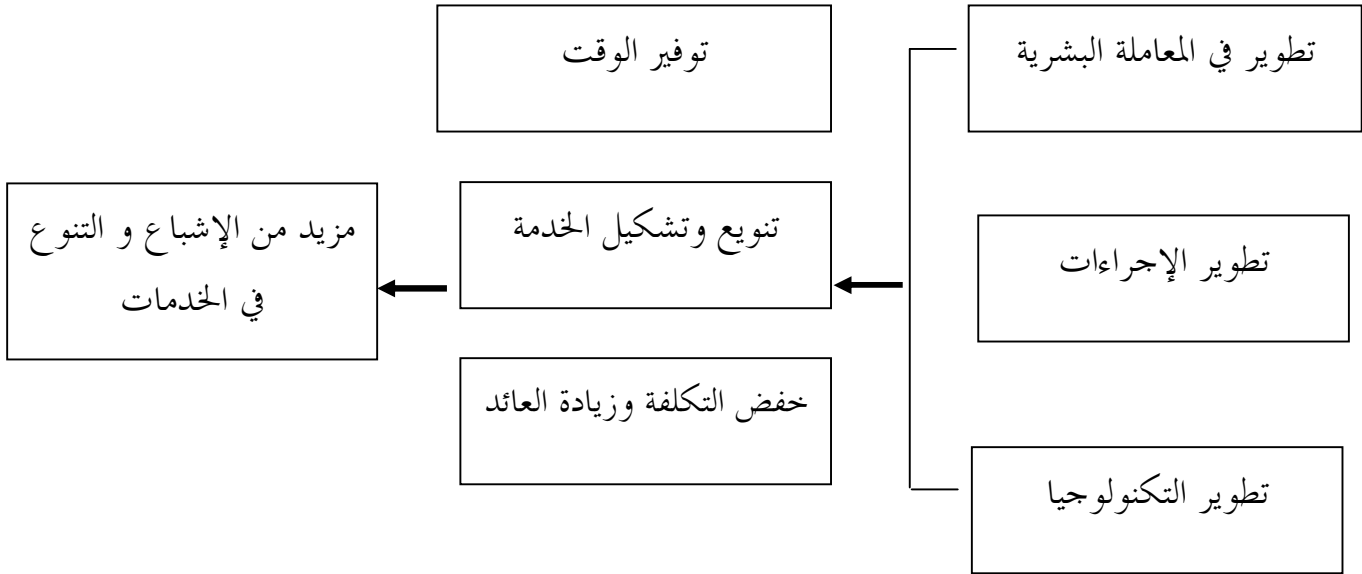 تطوير في المعاملة البشرية
توفير الوقت
تطوير الإجراءات
تنويع وتشكيل الخدمة
مزيد من الإشباع و التنوع
في الخدمات
خفض التكلفة وزيادة العائد
تطوير التكنولوجيا